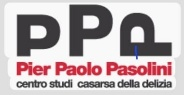 PPP
Pier Paolo Pasolini
centro studi casarsa della delizia